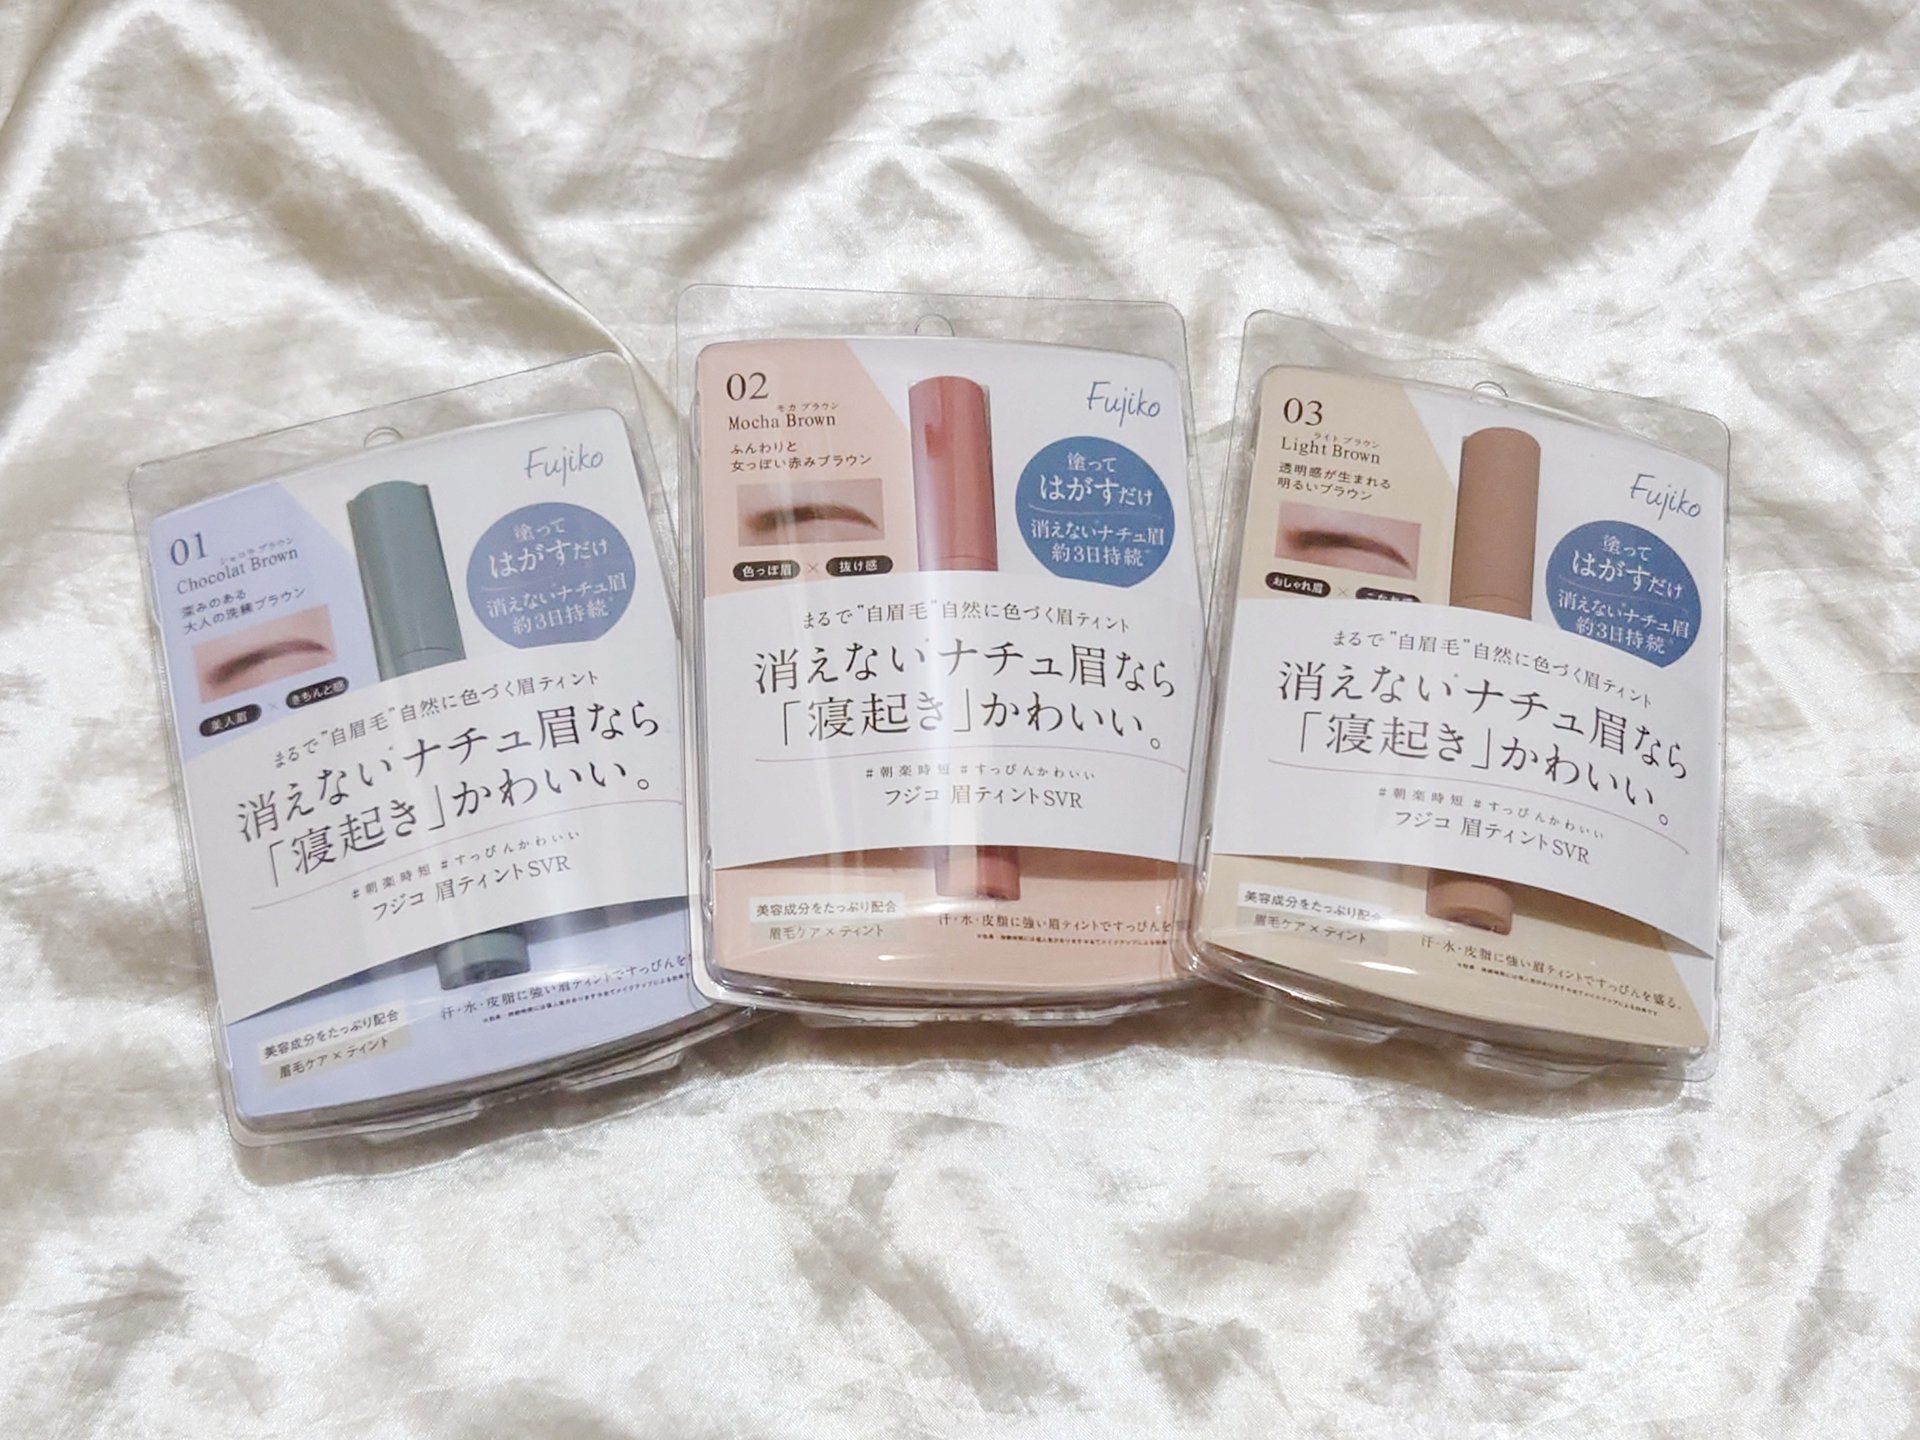 01
ショコラ ブラウン
Chocolat Brown
深みのある
大人の洗練ブラウン
美人眉 × きちんと感
Fujiko
塗って
はがすだけ
消えないナチュ眉
約3日持続
まるで"自眉毛"自然に色づく眉ティント
消えないナチュ眉なら
「寝起き」かわいい。
#朝楽時短 #すっぴんかわいい
フジコ 眉ティントSVR
美容成分をたっぷり配合
眉毛ケア×ティント
汗・水・皮脂に強い眉ティントですっぴんを
02
モカ ブラウン
Mocha Brown
ふんわりと
女っぽい赤みブラウン
色っぽ眉 × 抜け感
Fujiko
塗って
はがすだけ
消えないナチュ眉
約3日持続
まるで"自眉毛"自然に色づく眉ティント
消えないナチュ眉なら
「寝起き」かわいい。
#朝楽時短 #すっぴんかわいい
フジコ 眉ティントSVR
美容成分をたっぷり配合
眉毛ケア×ティント
汗・水・皮脂に強い眉ティントですっぴんを
03
ライト ブラウン
Light Brown
透明感が生まれる
明るいブラウン
おしゃれ眉 ×
Fujiko
塗って
はがすだけ
消えないナチュ眉
約3日持続
まるで"自眉毛"自然に色づく眉ティント
消えないナチュ眉なら
「寝起き」かわいい。
#朝楽時短 #すっぴんかわいい
フジコ 眉ティントSVR
美容成分をたっぷり配合
眉毛ケア×ティント
汗・水・皮脂に強い眉ティントですっぴんを盛る。